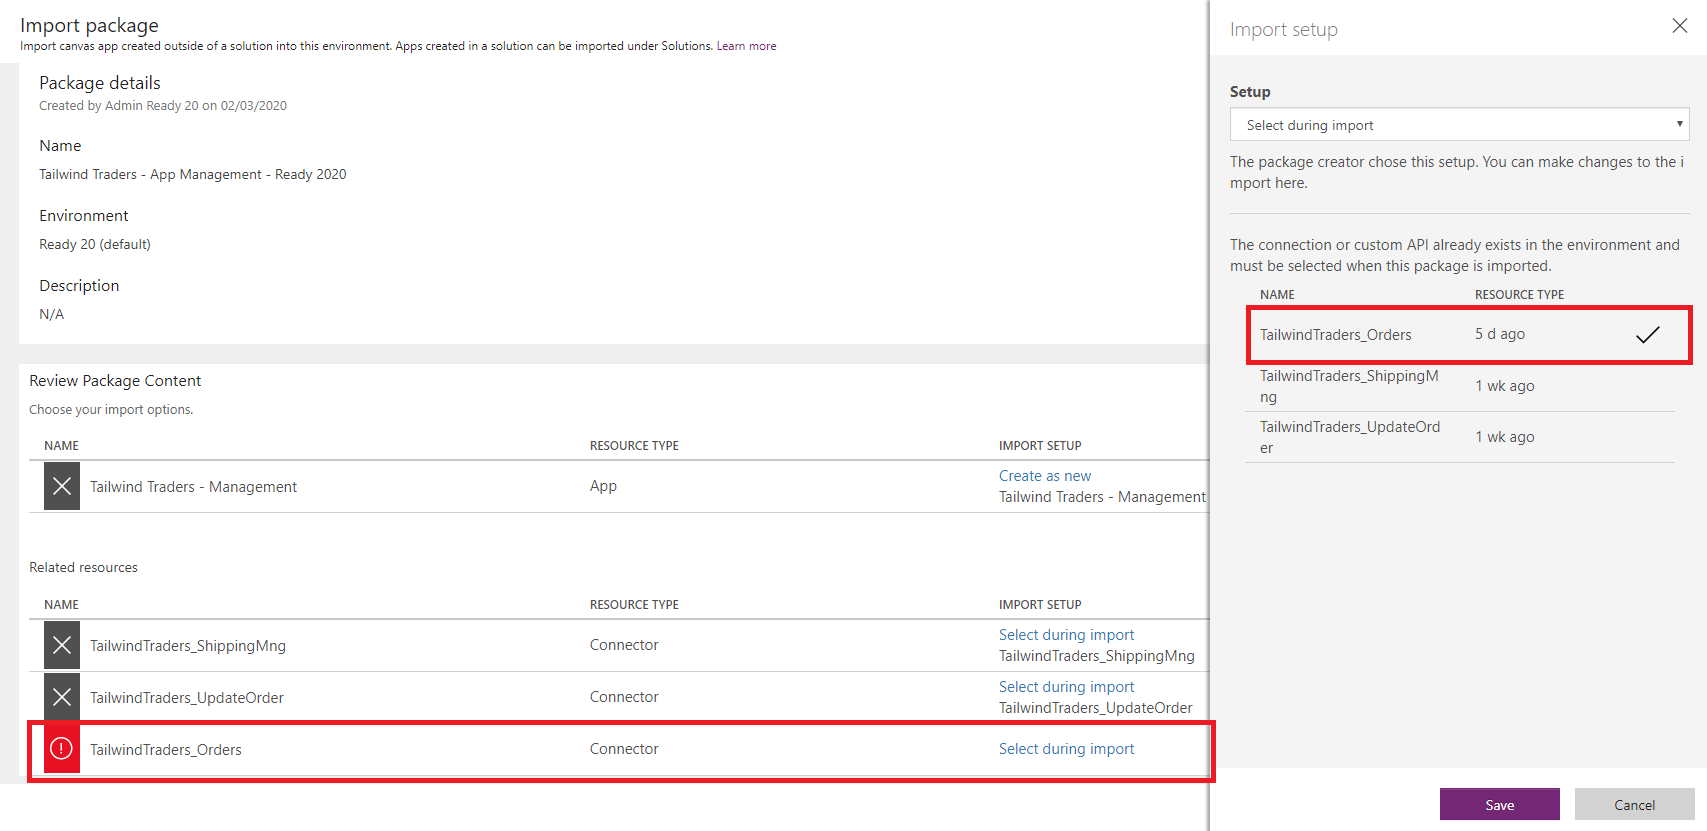 Import package
Import canvas app created outside of a solution into this environment. Apps created in a solution can be imported under Solutions. Learn more
Package details
Created by Admin Ready 20 on 02/03/2020
Name
Tailwind Traders - App Management - Ready 2020
Environment
Ready 20 (default)
Description
N/A
Review Package Content
Choose your import options.
NAME RESOURCE TYPE IMPORT SETUP
Tailwind Traders - Management App Create as new
Tailwind Traders - Management
Related resources
NAME RESOURCE TYPE IMPORT SETUP
TailwindTraders_ShippingMng Connector Select during import
TailwindTraders_ShippingMng
TailwindTraders_UpdateOrder Connector Select during import
TailwindTraders_UpdateOrder
TailwindTraders_Orders Connector Select during import
Import setup
Setup
Select during import
The package creator chose this setup. You can make changes to the i
mport here.
The connection or custom API already exists in the environment and
must be selected when this package is imported.
NAME RESOURCE TYPE
TailwindTraders_Orders 5 d ago
TailwindTraders_ShippingM
ng 1 wk ago
TailwindTraders_UpdateOrd
er 1 wk ago
Save Cancel